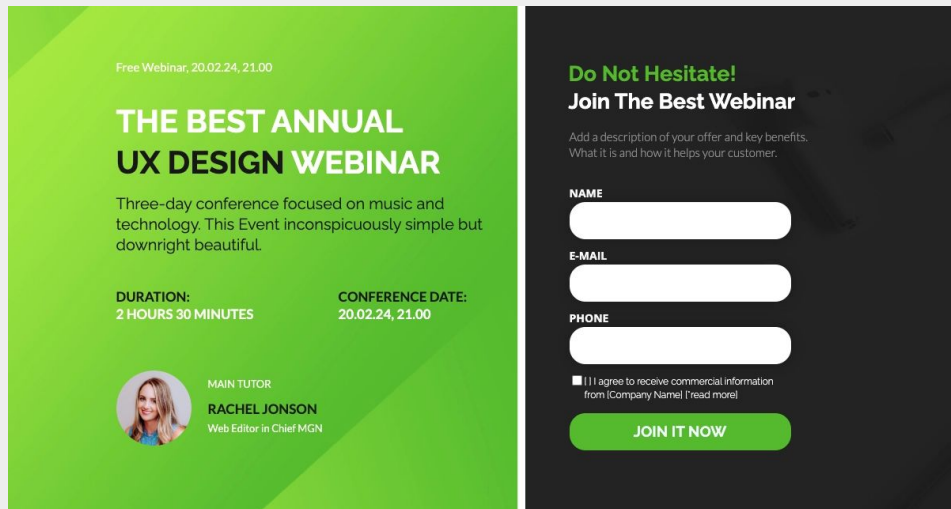 Free Webinar, 20.02.24, 21.00
THE BEST ANNUAL
UX DESIGN WEBINAR
Three-day conference focused on music and
technology. This Event inconspicuously simple but
downright beautiful.
DURATION:
2 HOURS 30 MINUTES
CONFERENCE DATE:
20.02.24, 21.00
MAIN TUTOR
RACHEL JONSON
Web Editor in Chief MGN
Do Not Hesitate!
Join The Best Webinar
Add a description of your offer and key benefits.
What it is and how it helps your customer.
NAME
E-MAIL
PHONE
[ ] I agree to receive commercial information
from [Company Name] [*read more]
JOIN IT NOW